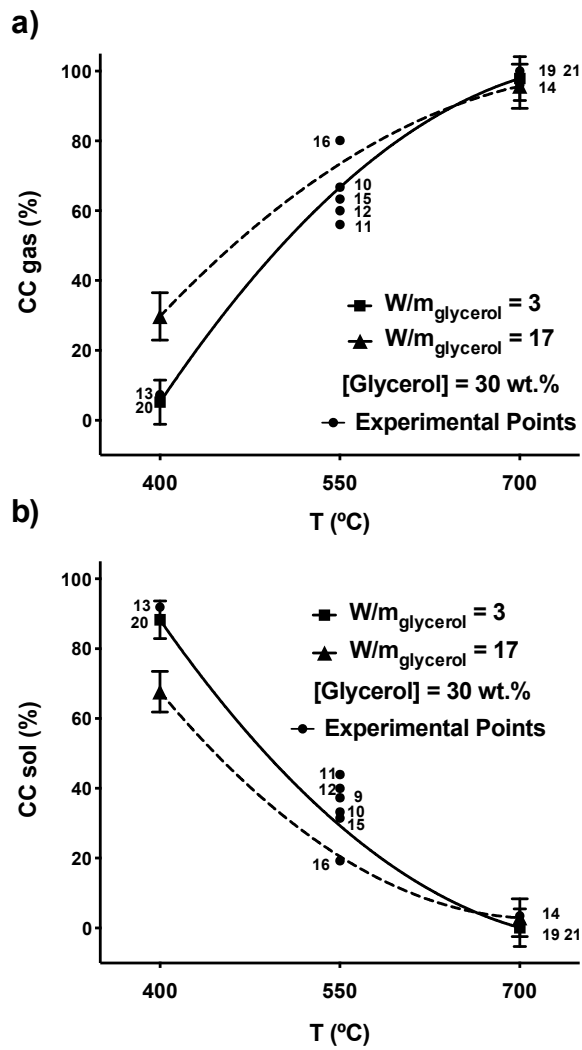 a)
100
80
60
40
20
0
CC gas (%)
19 21
14
16
10
15
12
11
13
20
W/mglycerol = 3
W/mglycerol = 17
[Glycerol] = 30 wt.%
Experimental Points
400 550 700
T (ºC)
b)
100
80
60
40
20
0
CC sol (%)
13
20
W/mglycerol = 3
W/mglycerol = 17
[Glycerol] = 30 wt.%
Experimental Points
11
12 9
10
15
16
14
19 21
400 550 700
T (ºC)